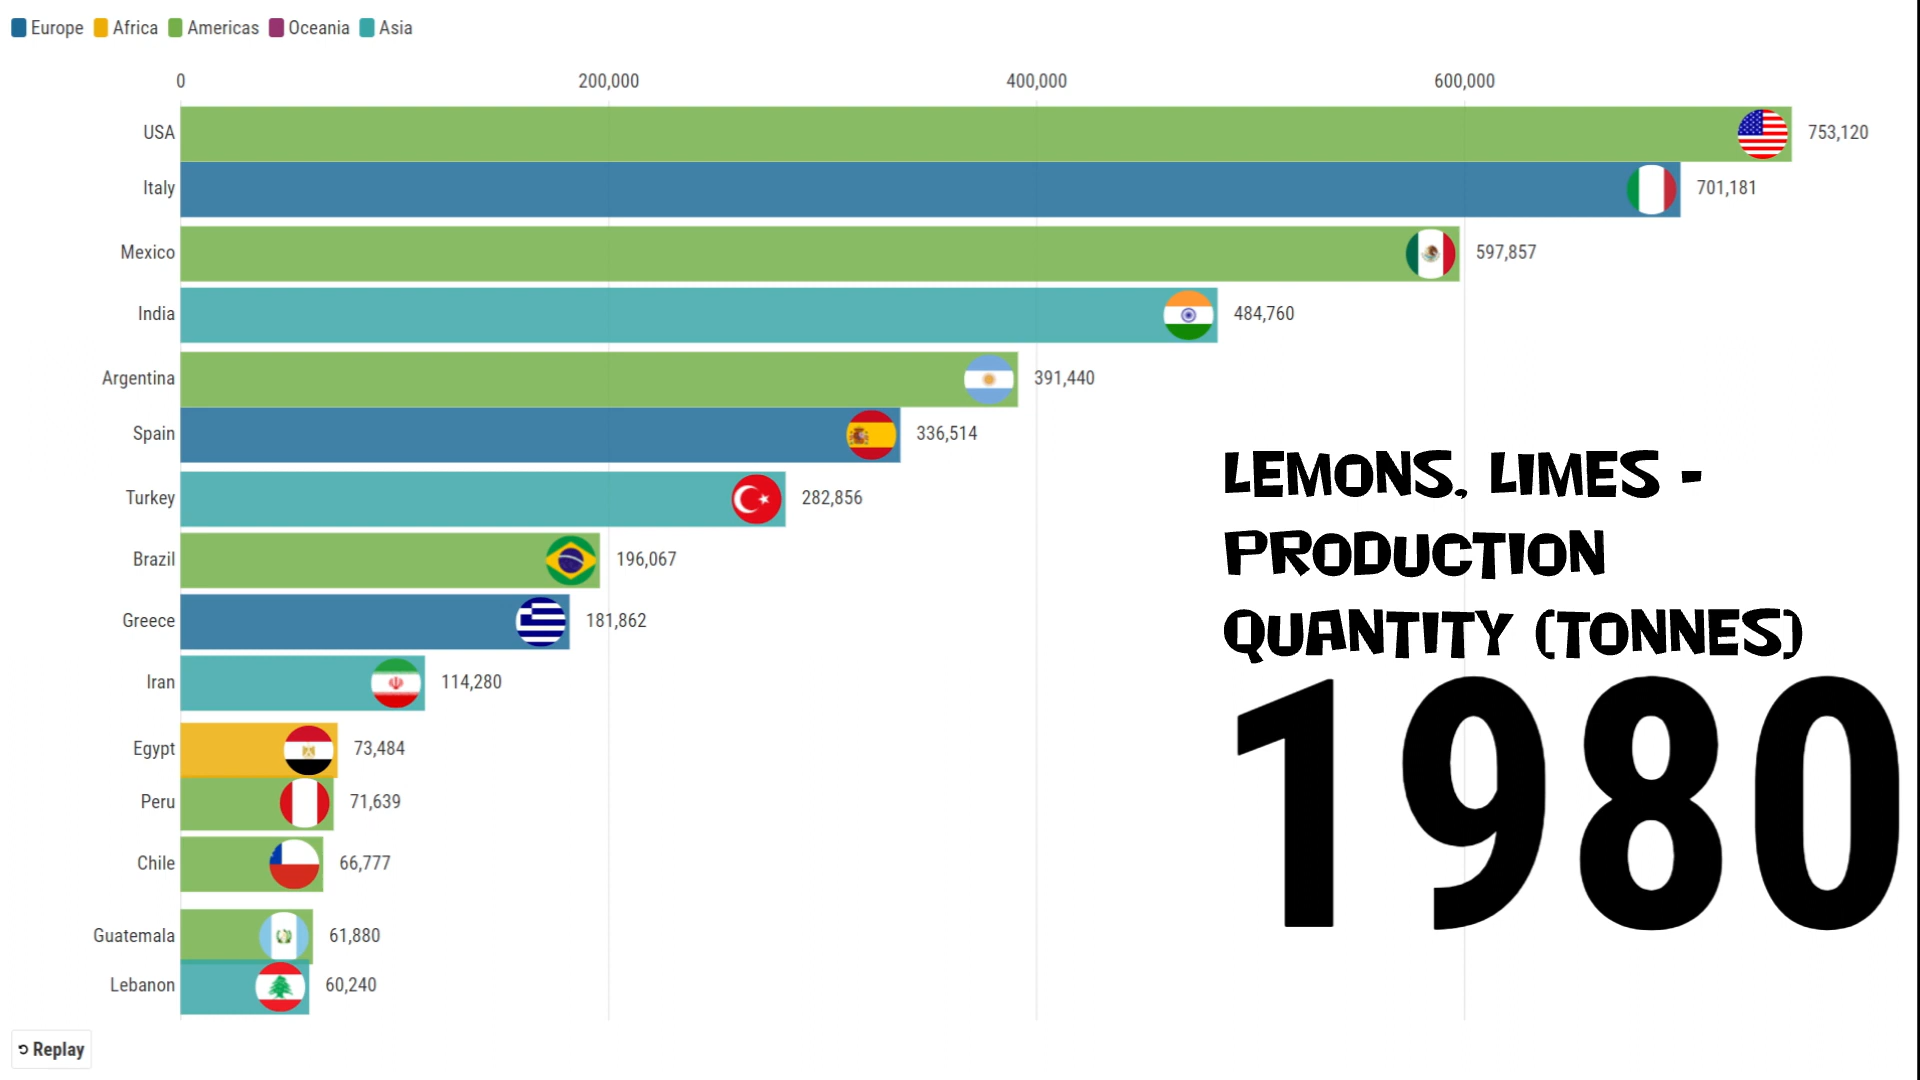 Europe Africa Americas Oceania Asia
0 200,000 400,000 600,000
USA 753,120
Italy 701,181
Mexico 597,857
India 484,760
Argentina 391,440
Spain 336,514
Turkey 282,856
Brazil 196,067
Greece 181,862
Iran 114,280
Egypt 73,484
Peru 71,639
Chile 66,777
Guatemala 61,880
Lebanon 60,240
LEMONS, LIMES -
PRODUCTION
QUANTITY (TONNES)
1980
Replay